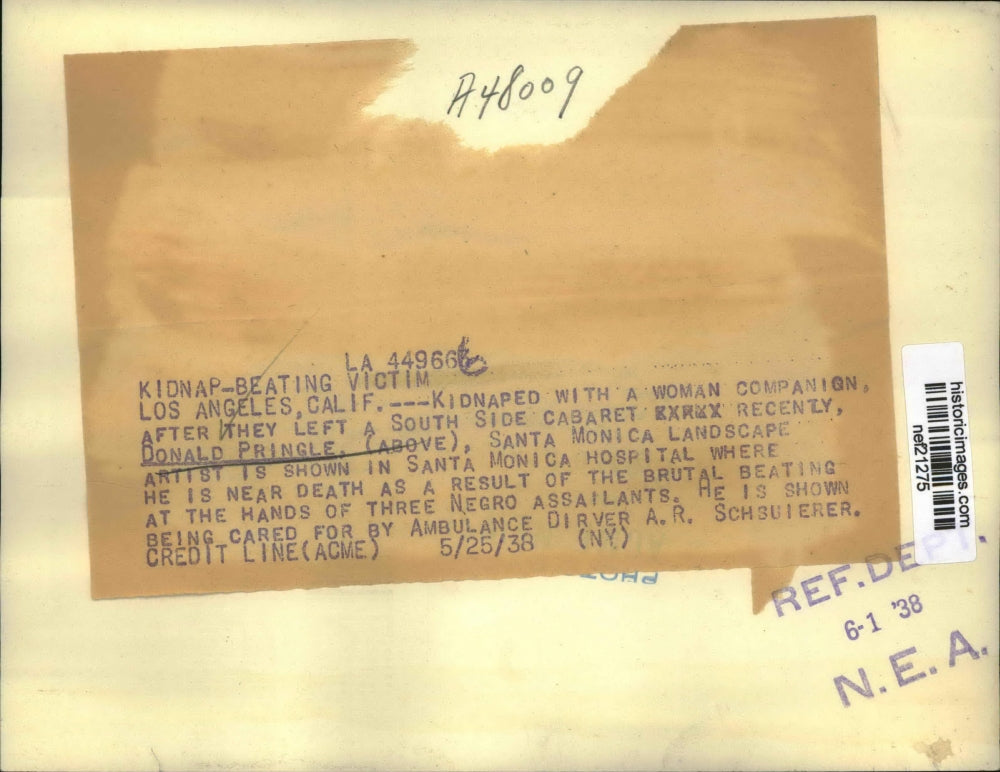 A48009
LA 449666
KIDNAP-BEATING VICTIM
LOS ANGELES, CALIF.---KIDNAPED WITH A WOMAN COMPANION,
AFTER THEY LEFT A SOUTH SIDE CABARET RECENTLY,
DONALD PRINGLE, (ABOVE), SANTA MONICA LANDSCAPE
ARTIST IS SHOWN IN SANTA MONICA HOSPITAL WHERE
HE IS NEAR DEATH AS A RESULT OF THE BRUTAL BEATING
AT THE HANDS OF THREE NEGRO ASSAILANTS. HE IS SHOWN
BEING CARED FOR BY AMBULANCE DIRVER A.R. SCHSUIERER.
CREDIT LINE(ACME) 5/25/38 (NY)
historicimages.com
nef21275
REF.DEPT.
6-1 '38
N.E.A.